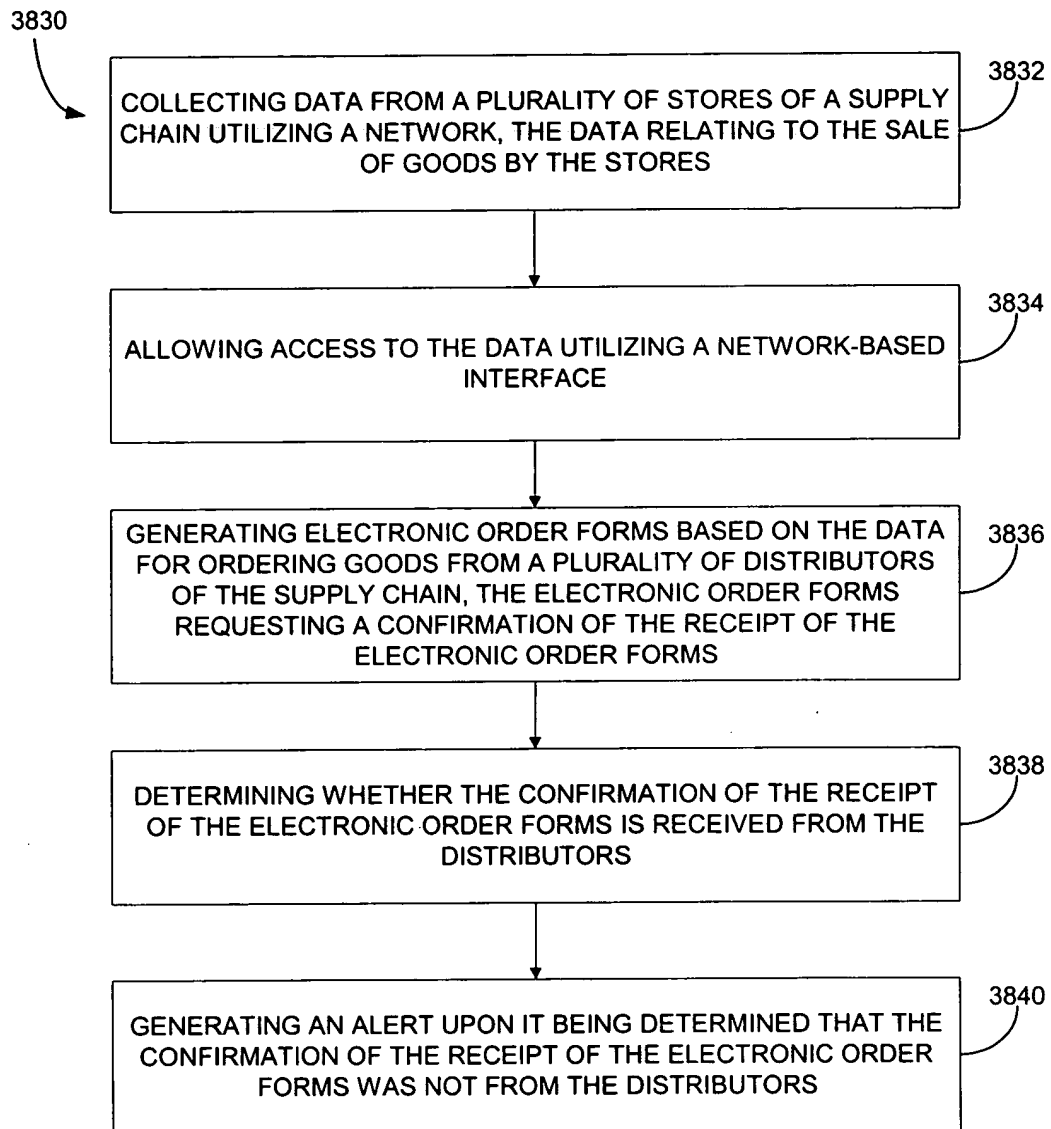 3830
3832
COLLECTING DATA FROM A PLURALITY OF STORES OF A SUPPLY
CHAIN UTILIZING A NETWORK, THE DATA RELATING TO THE SALE
OF GOODS BY THE STORES
3834
ALLOWING ACCESS TO THE DATA UTILIZING A NETWORK-BASED
INTERFACE
3836
GENERATING ELECTRONIC ORDER FORMS BASED ON THE DATA
FOR ORDERING GOODS FROM A PLURALITY OF DISTRIBUTORS
OF THE SUPPLY CHAIN, THE ELECTRONIC ORDER FORMS
REQUESTING A CONFIRMATION OF THE RECEIPT OF THE
ELECTRONIC ORDER FORMS
3838
DETERMINING WHETHER THE CONFIRMATION OF THE RECEIPT
OF THE ELECTRONIC ORDER FORMS IS RECEIVED FROM THE
DISTRIBUTORS
3840
GENERATING AN ALERT UPON IT BEING DETERMINED THAT THE
CONFIRMATION OF THE RECEIPT OF THE ELECTRONIC ORDER
FORMS WAS NOT FROM THE DISTRIBUTORS